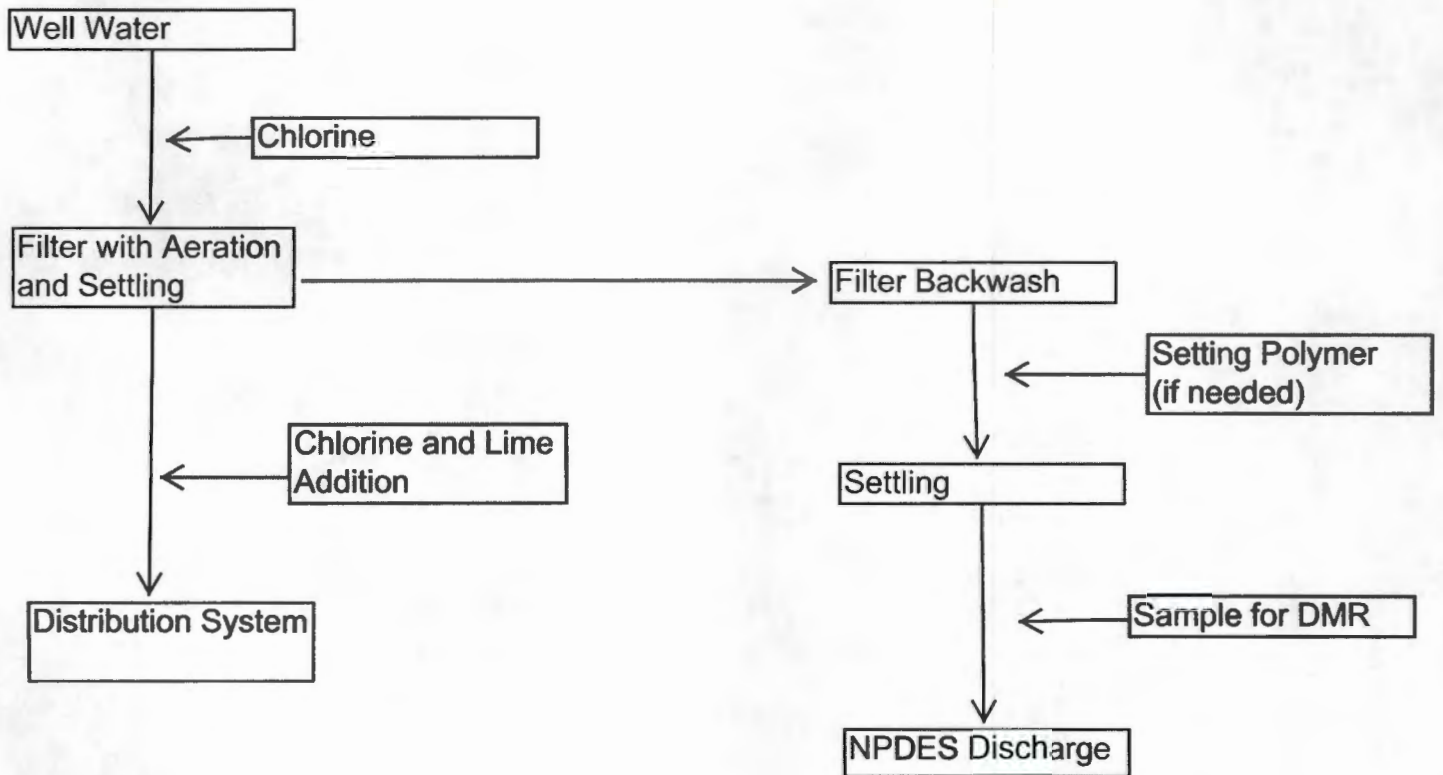 Well Water
Chlorine
Filter with Aeration
and Settling
Filter Backwash
Setting Polymer
(if needed)
Chlorine and Lime
Addition
Settling
Distribution System
Sample for DMR
NPDES Discharge